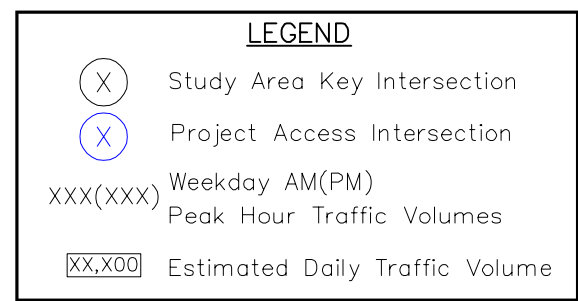 LEGEND
X Study Area Key Intersection
X Project Access Intersection
XXX(XXX) Weekday AM(PM)
Peak Hour Traffic Volumes
XX,X00 Estimated Daily Traffic Volume